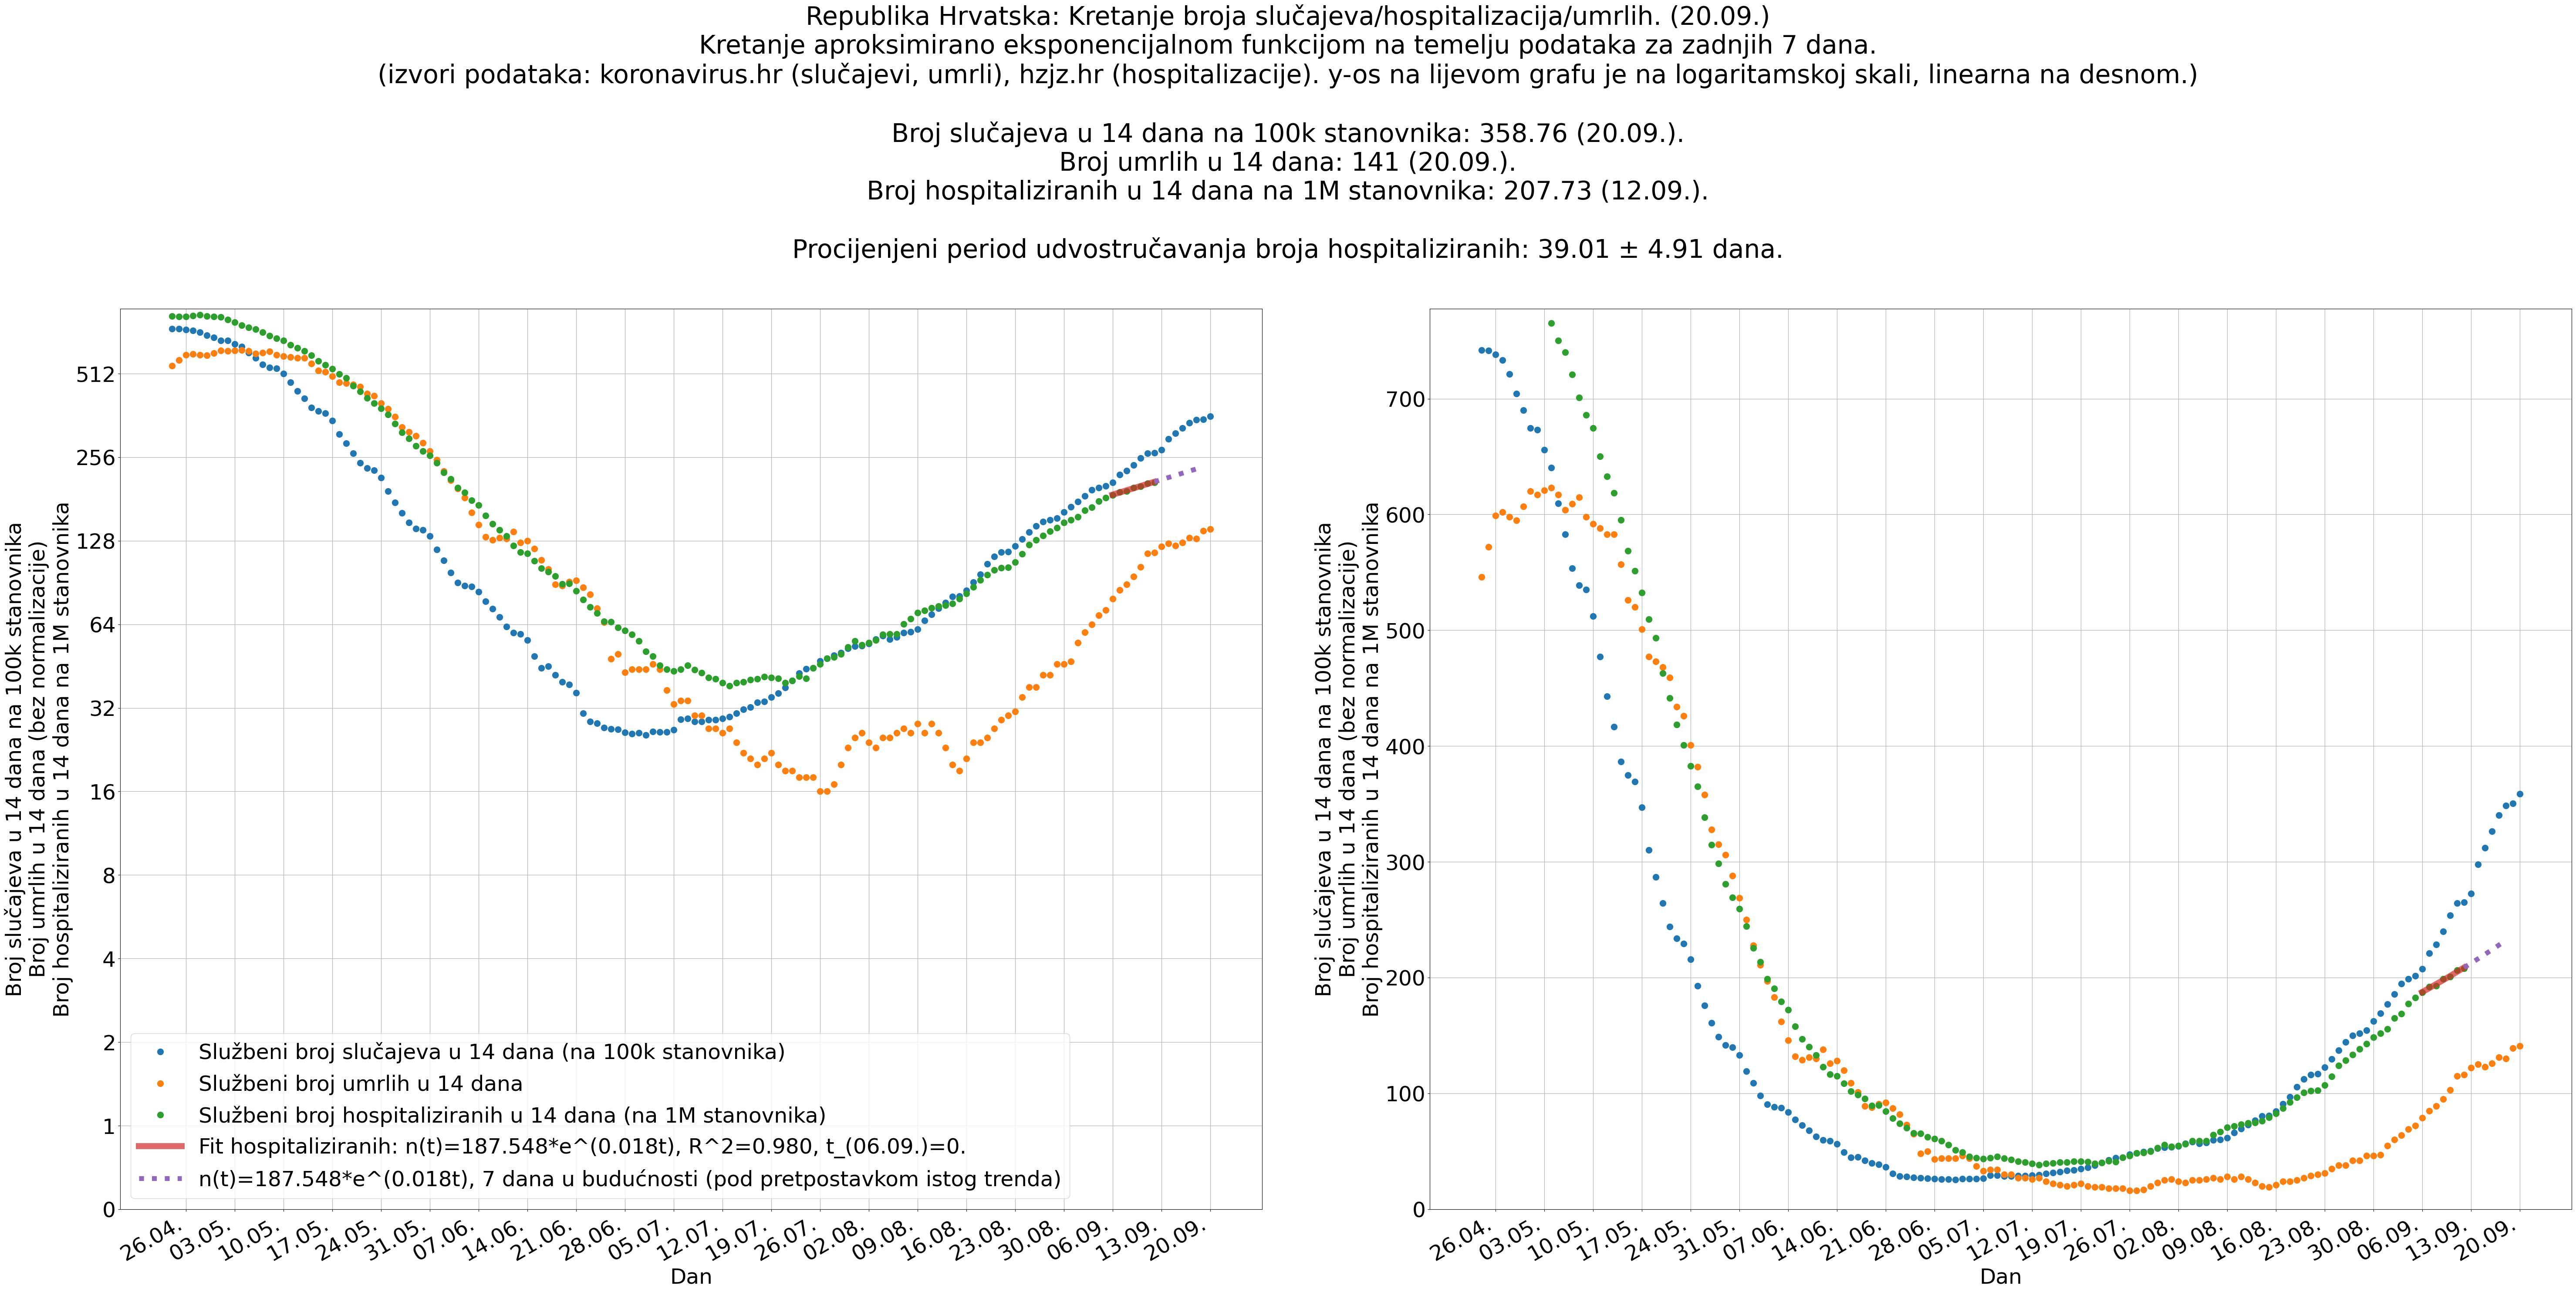 Republika Hrvatska: Kretanje broja slučajeva/hospitalizacija/umrlih. (20.09.)
Kretanje aproksimirano eksponencijalnom funkcijom na temelju podataka za zadnjih 7 dana.
(izvori podataka: koronavirus.hr (slučajevi, umrli), hzjz.hr (hospitalizacije). y-os na lijevom grafu je na logaritamskoj skali, linearna na desnom.)
Broj slučajeva u 14 dana na 100k stanovnika: 358.76 (20.09.).
Broj umrlih u 14 dana: 141 (20.09.).
Broj hospitaliziranih u 14 dana na 1M stanovnika: 207.73 (12.09.).
Procijenjeni period udvostručavanja broja hospitaliziranih: 39.01 ± 4.91 dana.
Broj slučajeva u 14 dana na 100k stanovnika
Broj umrlih u 14 dana (bez normalizacije)
Broj hospitaliziranih u 14 dana na 1M stanovnika
512
256
128
64
32
16
8
4
2
1
0
Službeni broj slučajeva u 14 dana (na 100k stanovnika)
Službeni broj umrlih u 14 dana
Službeni broj hospitaliziranih u 14 dana (na 1M stanovnika)
Fit hospitaliziranih: n(t)=187.548*e^(0.018t), R^2=0.980, t_(06.09.)=0.
n(t)=187.548*e^(0.018t), 7 dana u budućnosti (pod pretpostavkom istog trenda)
26.04. 03.05. 10.05. 17.05. 24.05. 31.05. 07.06. 14.06. 21.06. 28.06. 05.07. 12.07. 19.07. 26.07. 02.08. 09.08. 16.08. 23.08. 30.08. 06.09. 13.09. 20.09.
Dan
Broj slučajeva u 14 dana na 100k stanovnika
Broj umrlih u 14 dana (bez normalizacije)
Broj hospitaliziranih u 14 dana na 1M stanovnika
700
600
500
400
300
200
100
0
26.04. 03.05. 10.05. 17.05. 24.05. 31.05. 07.06. 14.06. 21.06. 28.06. 05.07. 12.07. 19.07. 26.07. 02.08. 09.08. 16.08. 23.08. 30.08. 06.09. 13.09. 20.09.
Dan